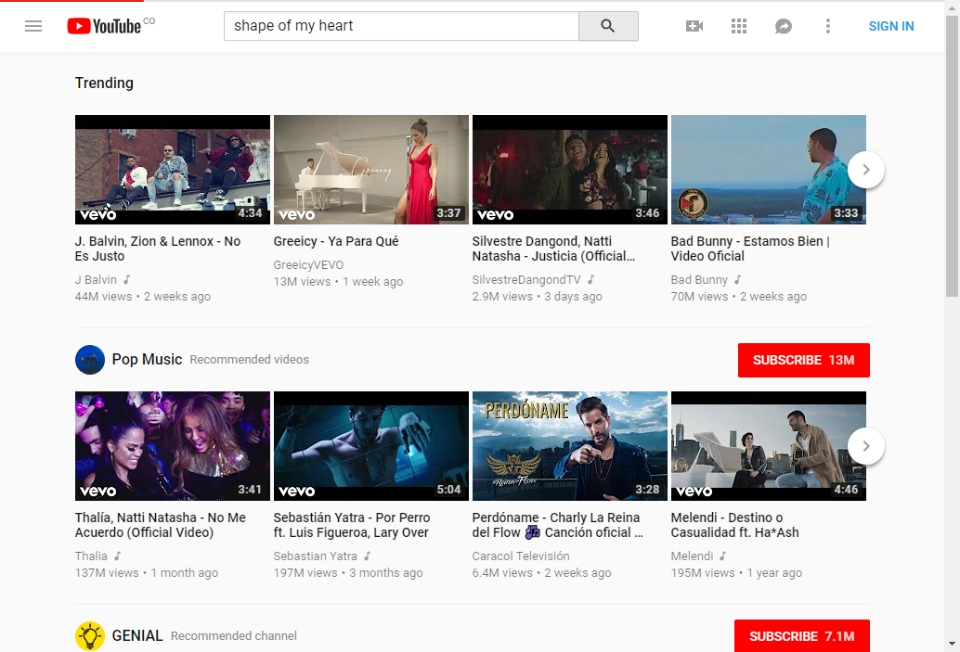 YouTube CO
shape of my heart
SIGN IN
Trending
vevo 4:34
vevo 3:37
vevo 3:46
3:33
J. Balvin, Zion & Lennox - No
Es Justo
J Balvin
44M views • 2 weeks ago
Greeicy - Ya Para Qué
GreeicyVEVO
13M views • 1 week ago
Silvestre Dangond, Natti
Natasha - Justicia (Official…
SilvestreDangondTV
2.9M views • 3 days ago
Bad Bunny - Estamos Bien |
Video Oficial
Bad Bunny
70M views • 2 weeks ago
Pop Music Recommended videos
SUBSCRIBE 13M
vevo 3:41
vevo 5:04
PERDÓNAME
Reina Flow
3:28
vevo 4:46
Thalía, Natti Natasha - No Me
Acuerdo (Official Video)
Thalia
137M views • 1 month ago
Sebastián Yatra - Por Perro
ft. Luis Figueroa, Lary Over
Sebastian Yatra
197M views • 3 months ago
Perdóname - Charly La Reina
del Flow 🎶 Canción oficial …
Caracol Televisión
6.4M views • 2 weeks ago
Melendi - Destino o
Casualidad ft. Ha*Ash
Melendi
195M views • 1 year ago
GENIAL Recommended channel
SUBSCRIBE 7.1M